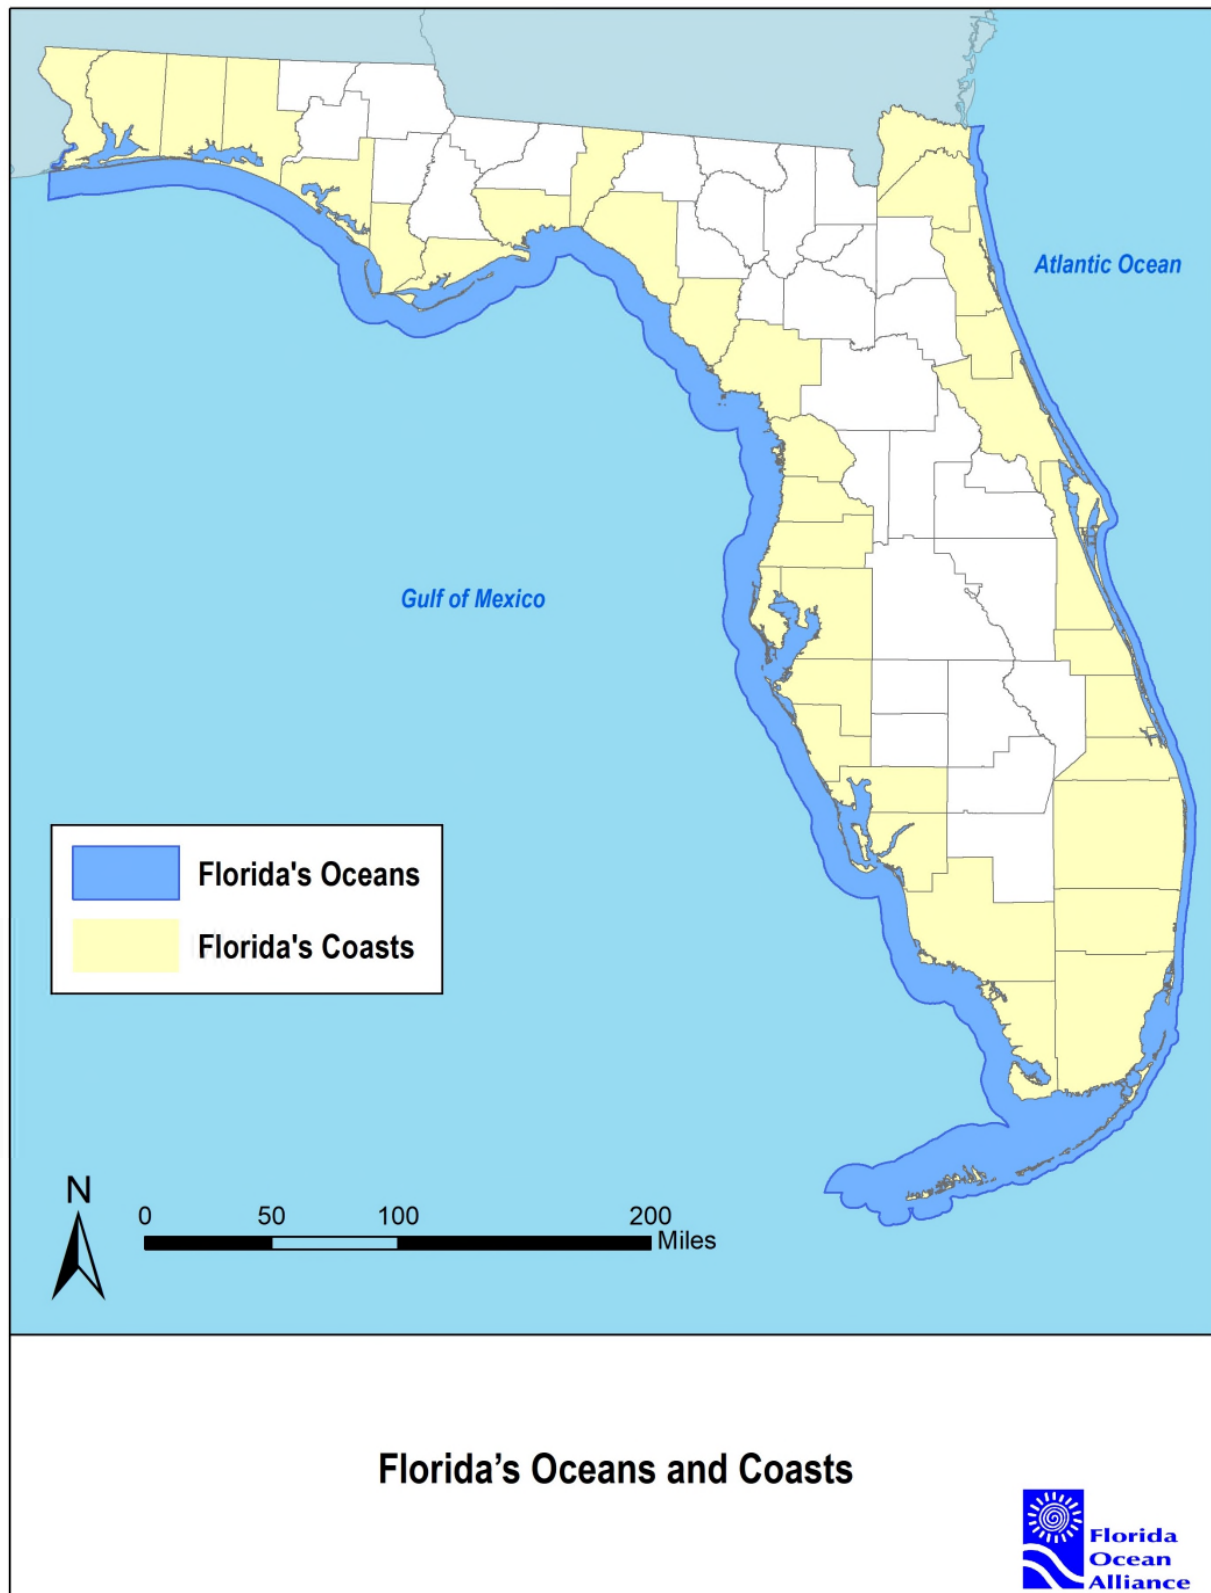 Atlantic Ocean
Gulf of Mexico
Florida's Oceans
Florida's Coasts
N
0 50 100 200
Miles
Florida’s Oceans and Coasts
Florida
Ocean
Alliance